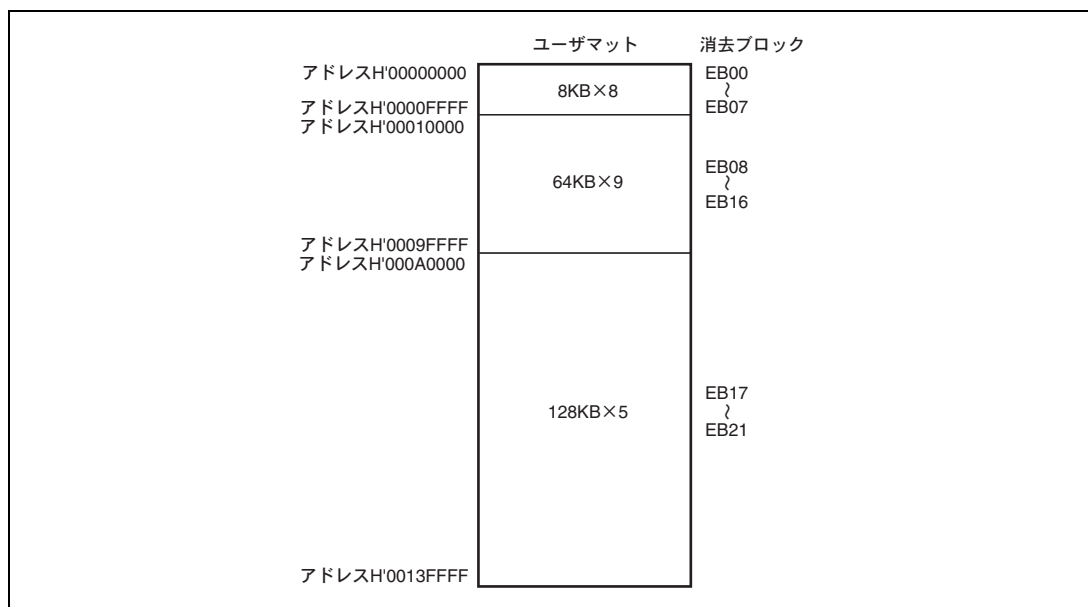 ユーザマット 消去ブロック
アドレスH'00000000
8KB×8
EB00
~
EB07
アドレスH'0000FFFF
アドレスH'00010000
64KB×9
EB08
~
EB16
アドレスH'0009FFFF
アドレスH'000A0000
128KB×5
EB17
~
EB21
アドレスH'0013FFFF